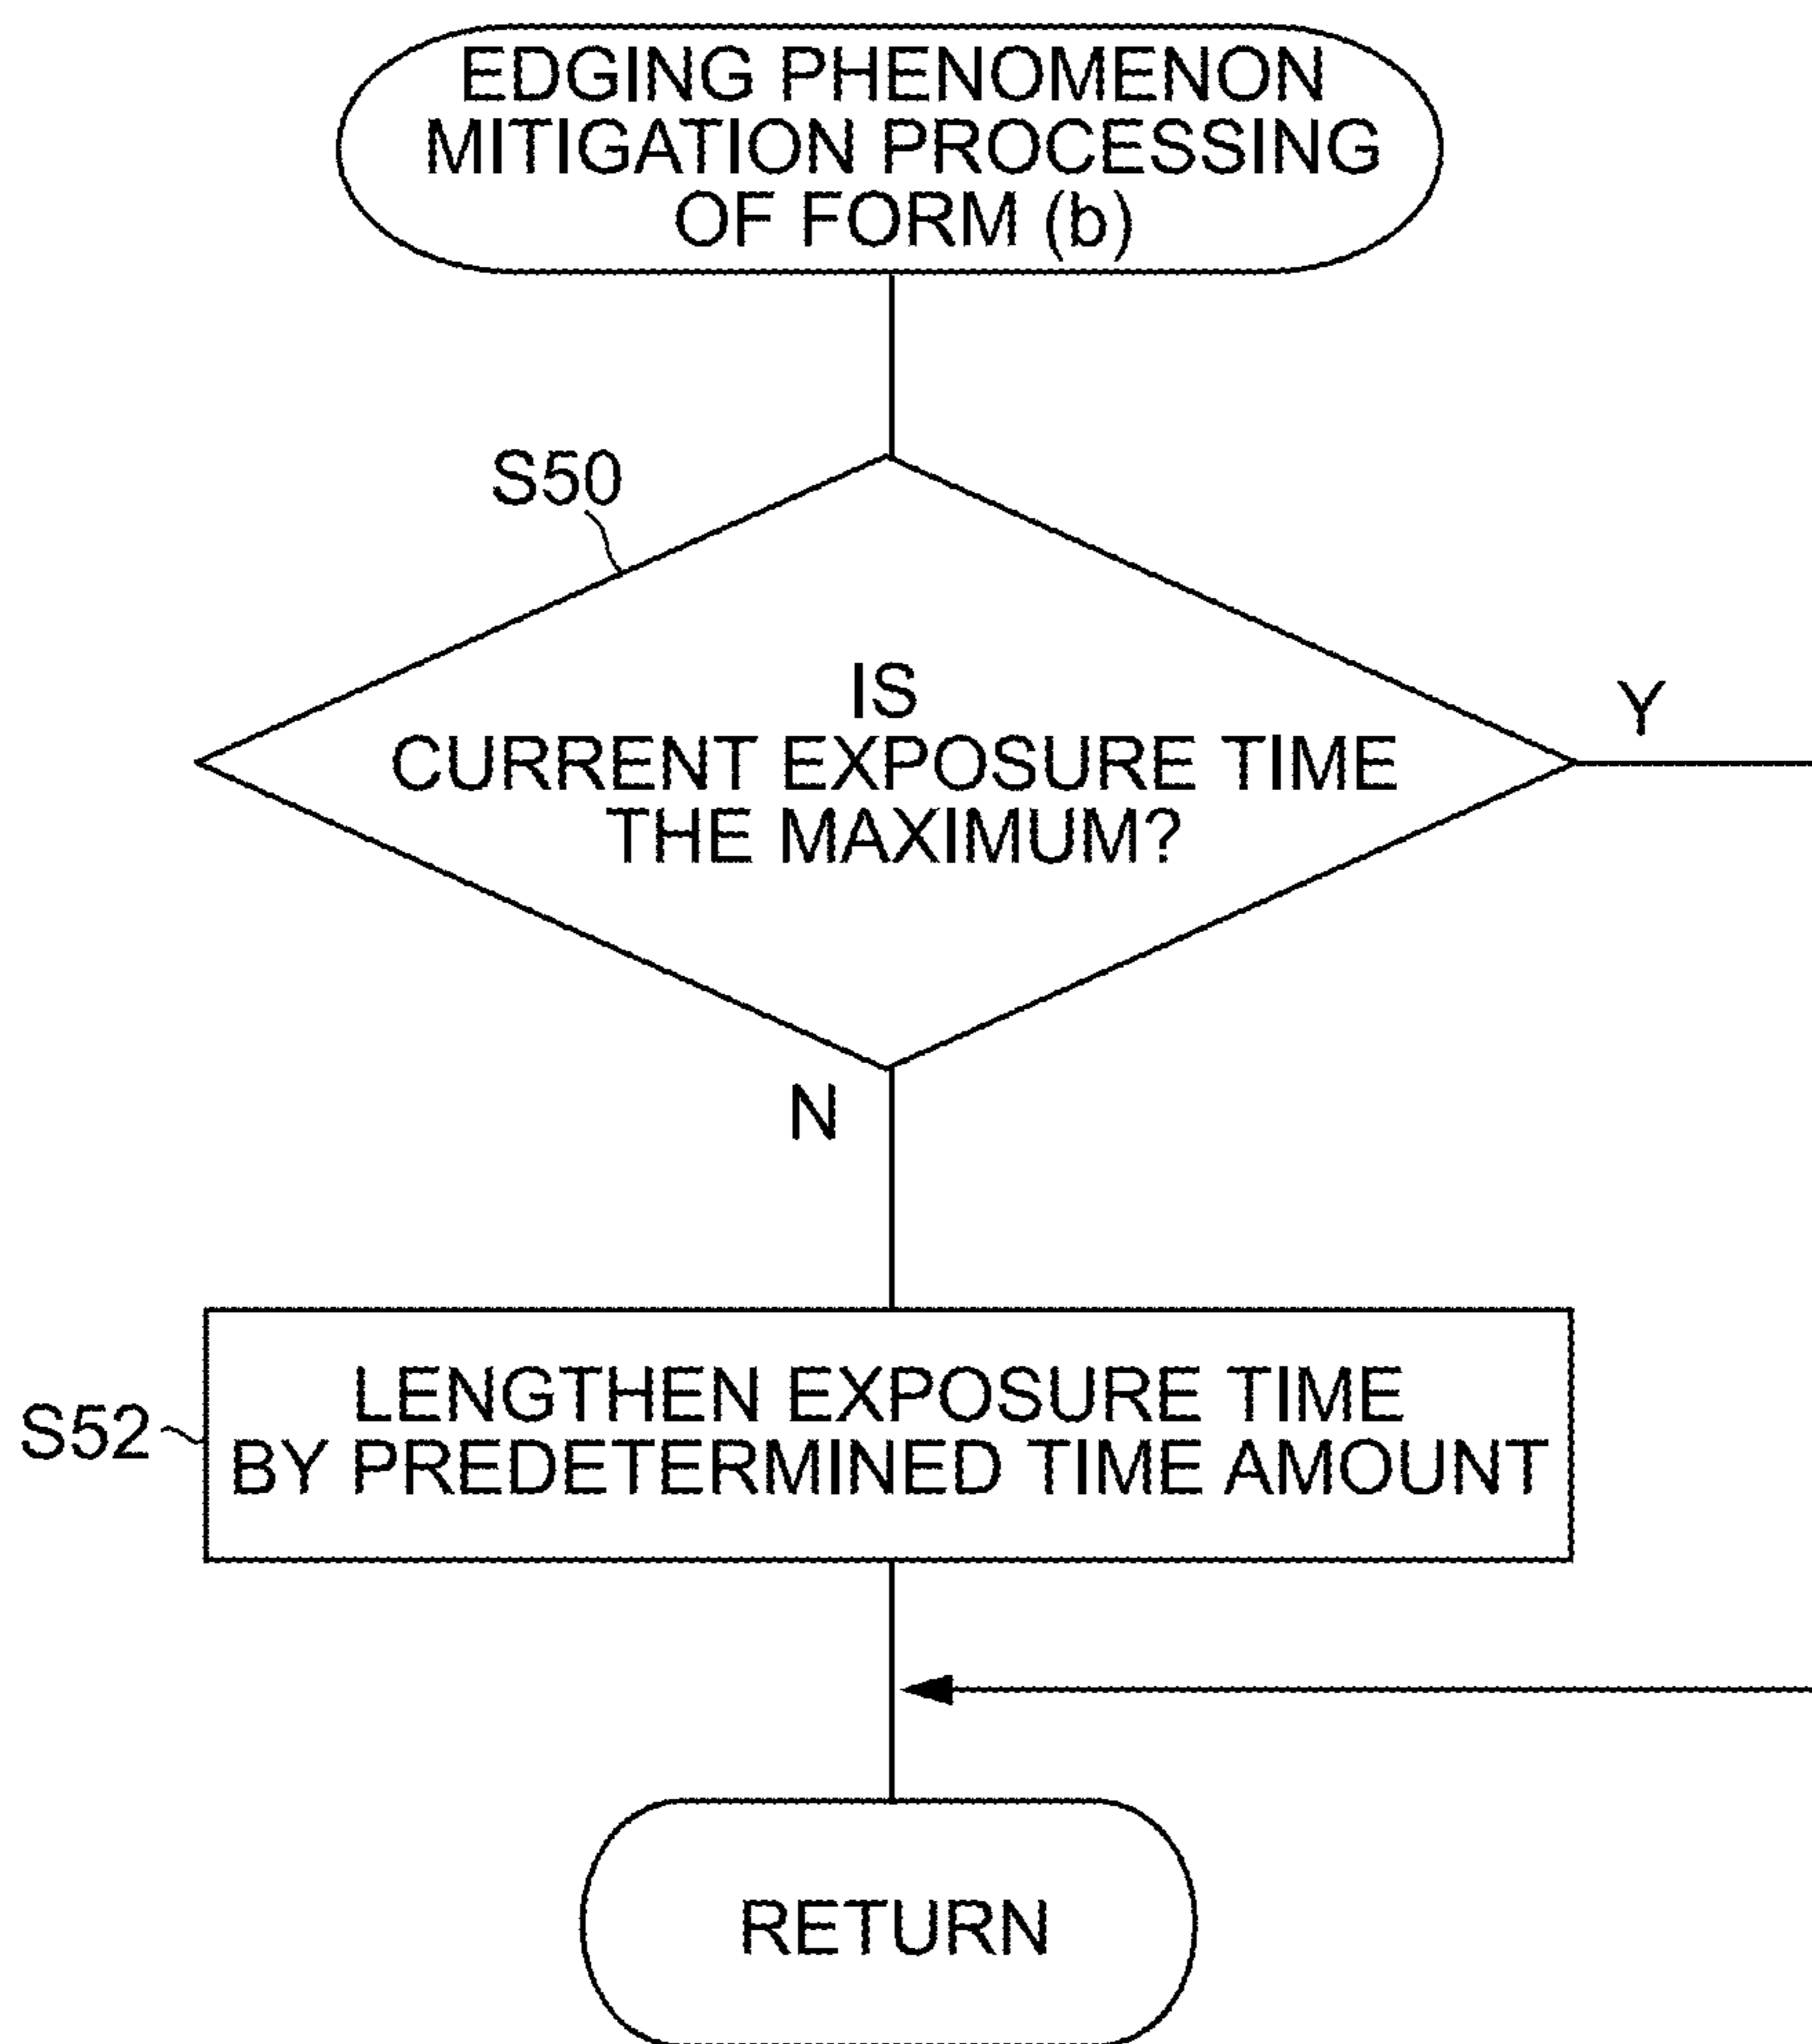 EDGING PHENOMENON
MITIGATION PROCESSING
OF FORM (b)
S50
IS
CURRENT EXPOSURE TIME
THE MAXIMUM?
Y
N
S52
LENGTHEN EXPOSURE TIME
BY PREDETERMINED TIME AMOUNT
RETURN